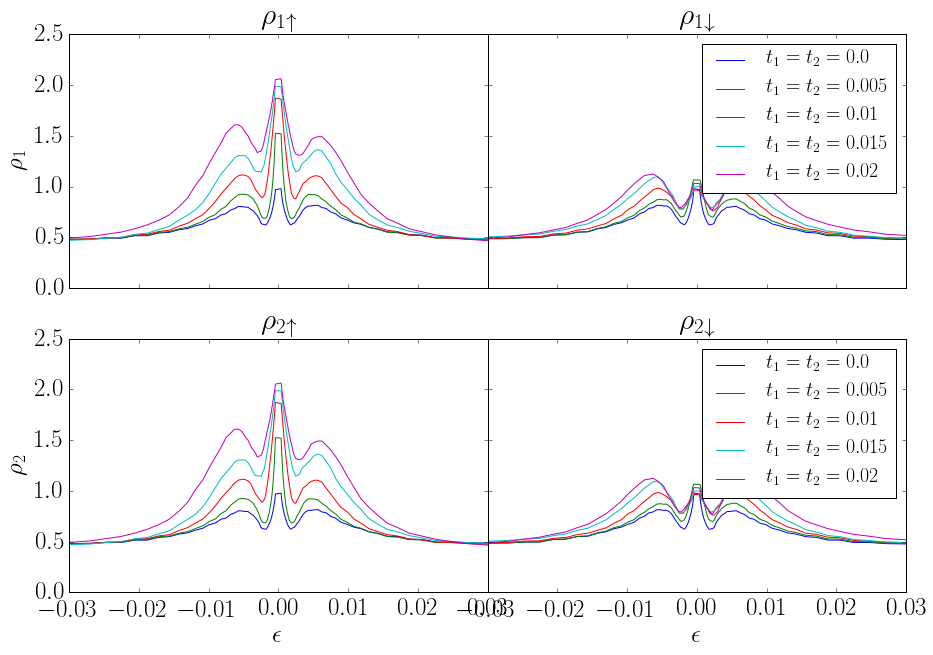 ρ1↑ ρ1↓
2.5
2.0
1.5
1.0
0.5
0.0
ρ1
t1 = t2 = 0.0
t1 = t2 = 0.005
t1 = t2 = 0.01
t1 = t2 = 0.015
t1 = t2 = 0.02
ρ2↑ ρ2↓
2.5
2.0
1.5
1.0
0.5
0.0
ρ2
t1 = t2 = 0.0
t1 = t2 = 0.005
t1 = t2 = 0.01
t1 = t2 = 0.015
t1 = t2 = 0.02
−0.03 −0.02 −0.01 0.00 0.01 0.02 0.03 −0.03 −0.02 −0.01 0.00 0.01 0.02 0.03
ϵ ϵ